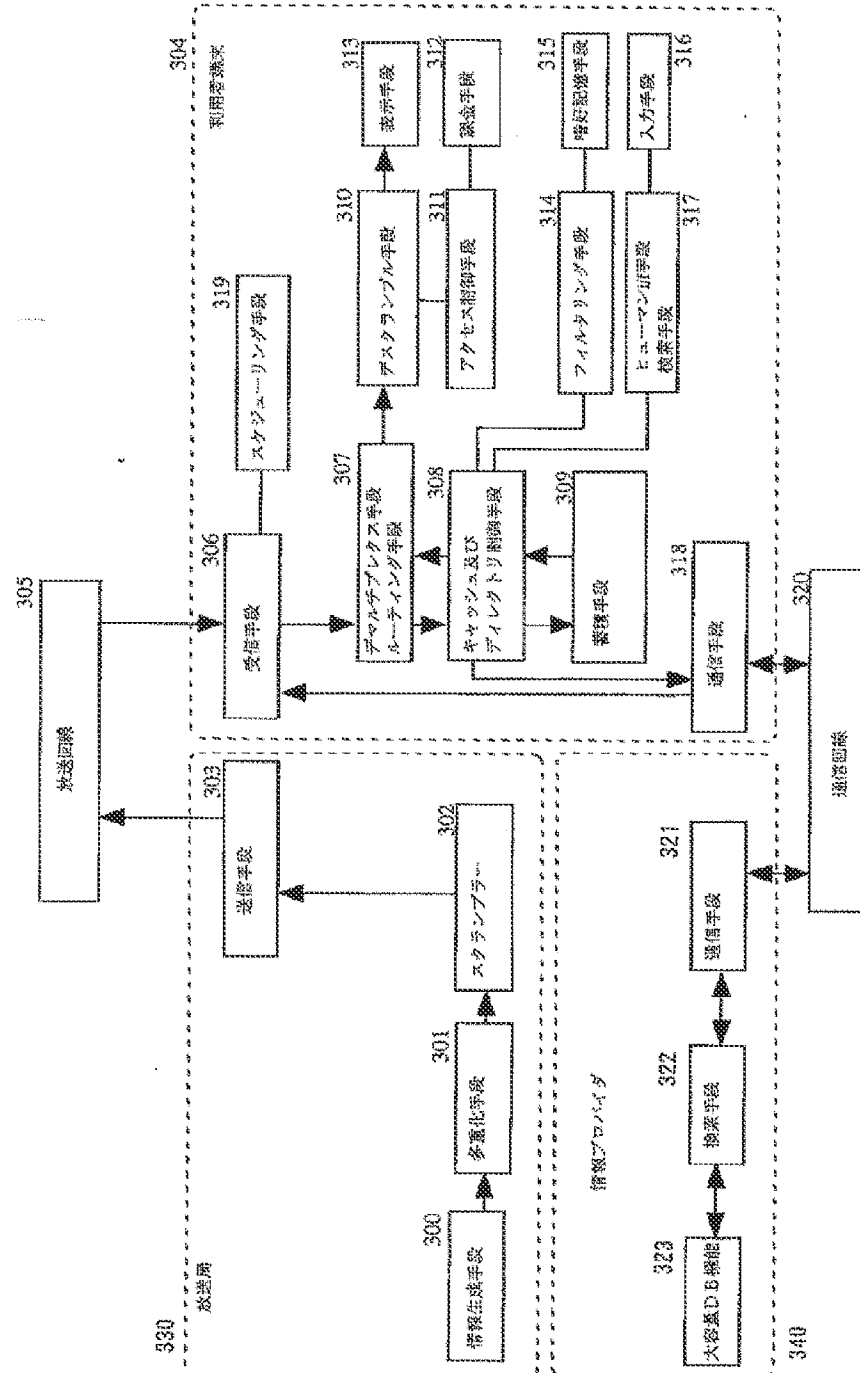 330
放送局
300
情報生成手段
301
多重化手段
302
スクランブラー
303
送信手段
305
放送回線
304
利用者端末
306
受信手段
319
スケジューリング手段
307
デマルチプレクス手段
ルーティング手段
310
デスクランブル手段
313
表示手段
311
アクセス制御手段
312
課金手段
308
キャッシュ及び
ディレクトリ制御手段
309
蓄積手段
314
フィルタリング手段
315
嗜好記憶手段
317
ヒューマンIF手段
検索手段
316
入力手段
318
通信手段
320
通信回線
340
情報プロバイダ
323
大容量DB機能
322
検索手段
321
通信手段